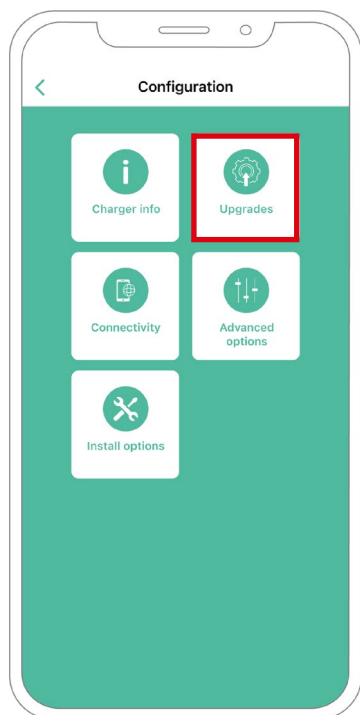 Configuration
Charger info
Upgrades
Connectivity
Advanced
options
Install options